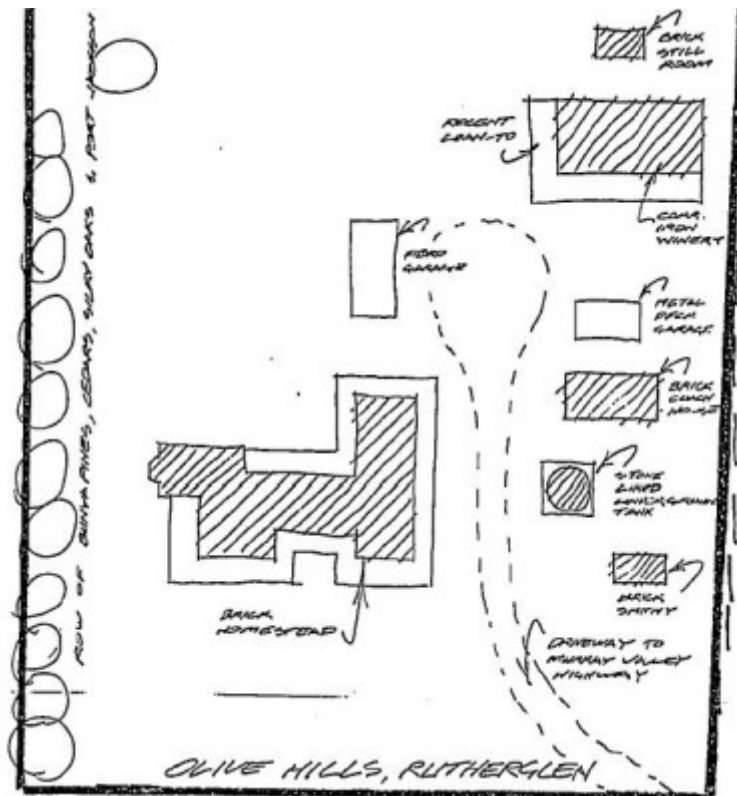 BRICK
STILL
ROOM
RECENT
LEAN-TO
CORR.
IRON
WINERY
FIBRO
GARAGE
METAL
DECK
GARAGE
BRICK
COACH
HOUSE
STONE
LINED
UNDERGROUND
TANK
BRICK
SMITHY
BRICK
HOMESTEAD
DRIVEWAY TO
MURRAY VALLEY
HIGHWAY
ROW OF BUNYA PINES, CEDARS, SILKY OAKS & PORT JACKSON
OLIVE HILLS, RUTHERGLEN